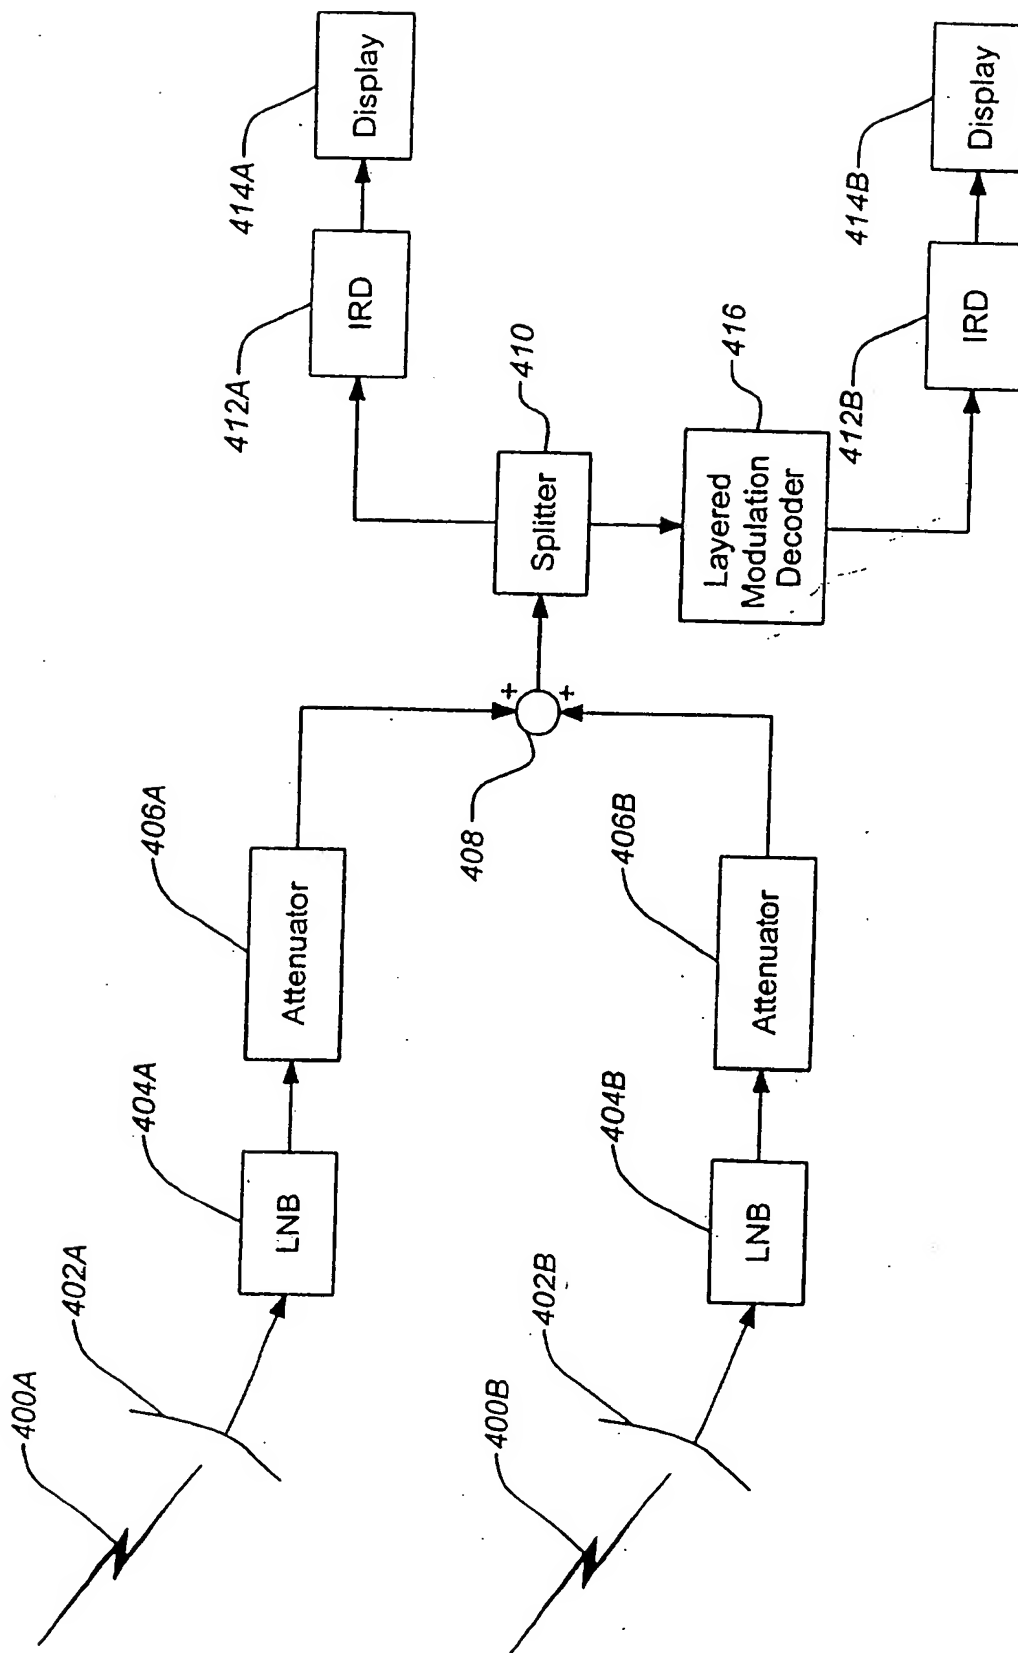 400A
402A
LNB
404A
Attenuator
406A
400B
402B
LNB
404B
Attenuator
406B
+
+
408
Splitter
410
IRD
412A
Display
414A
Layered
Modulation
Decoder
416
IRD
412B
Display
414B